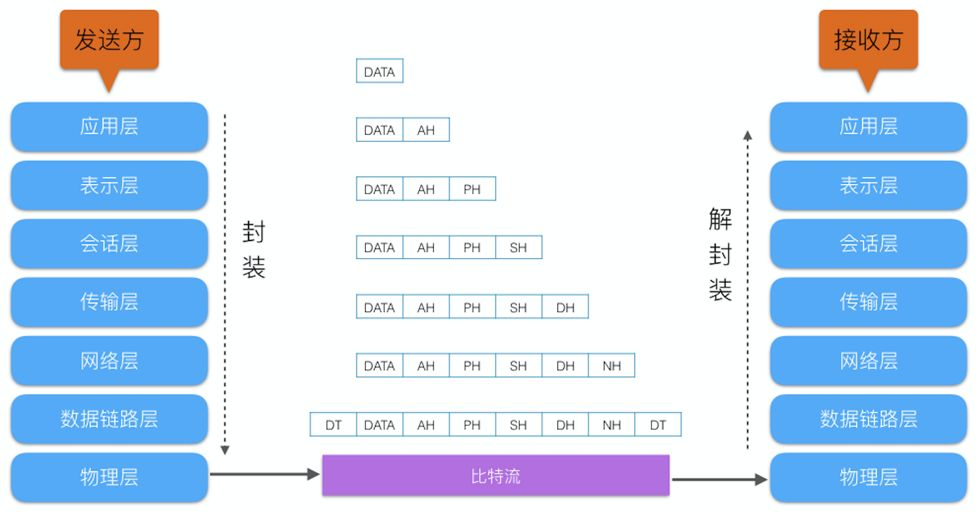 发送方
接收方
DATA
应用层
DATA AH
应用层
表示层
DATA AH PH
表示层
会话层
封装
DATA AH PH SH
解封装
会话层
传输层
DATA AH PH SH DH
传输层
网络层
DATA AH PH SH DH NH
网络层
数据链路层
DT DATA AH PH SH DH NH DT
数据链路层
物理层
比特流
物理层